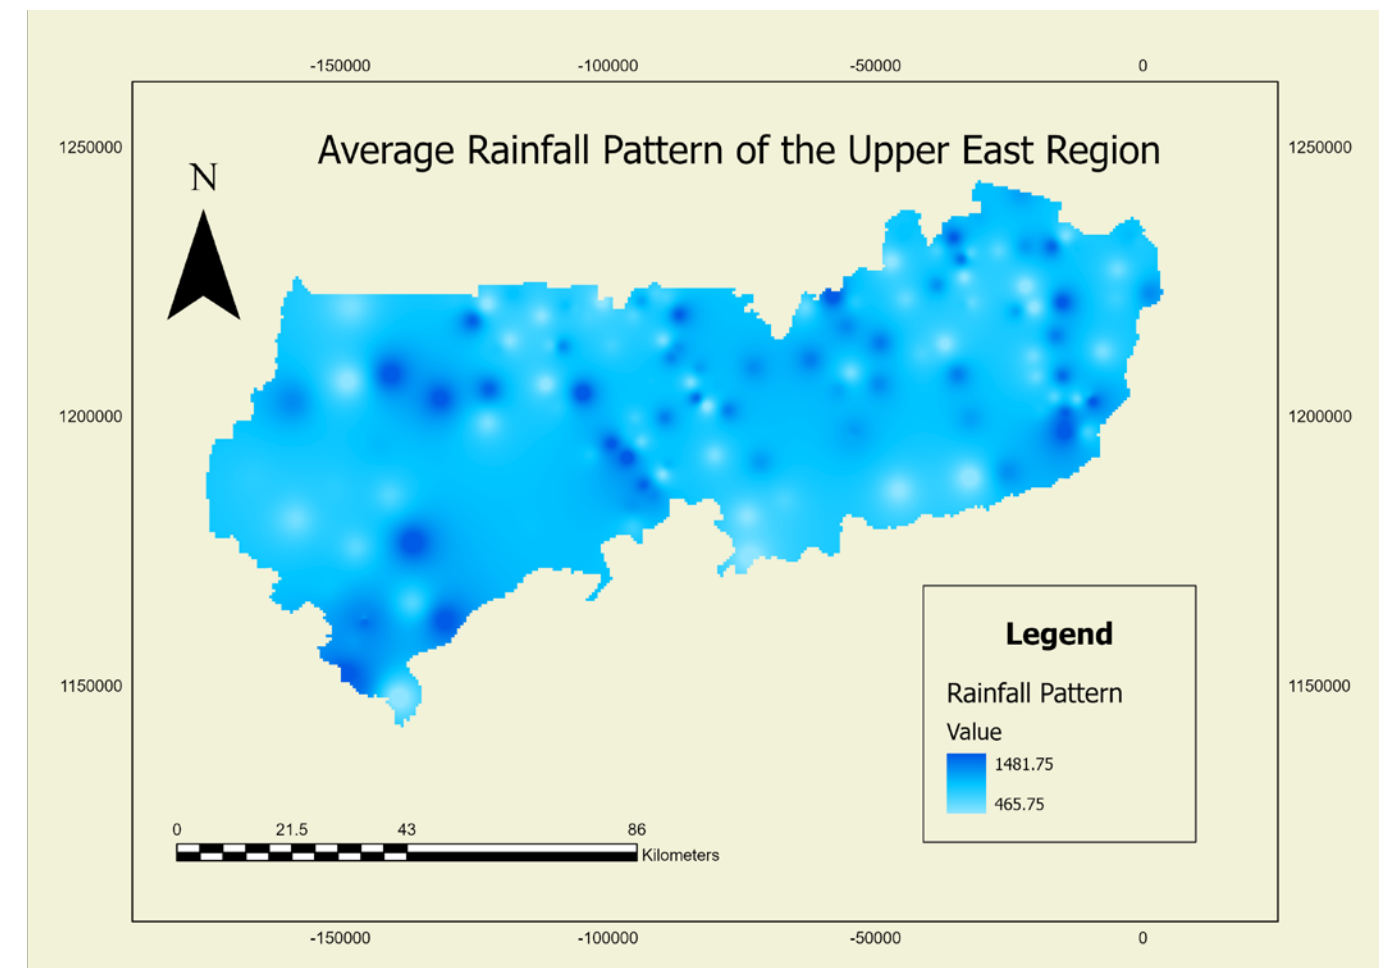 -150000 -100000 -50000 0
Average Rainfall Pattern of the Upper East Region
1250000 1250000
N
1200000 1200000
Legend
1150000 1150000
Rainfall Pattern
Value
1481.75
465.75
0 21.5 43 86
Kilometers
-150000 -100000 -50000 0